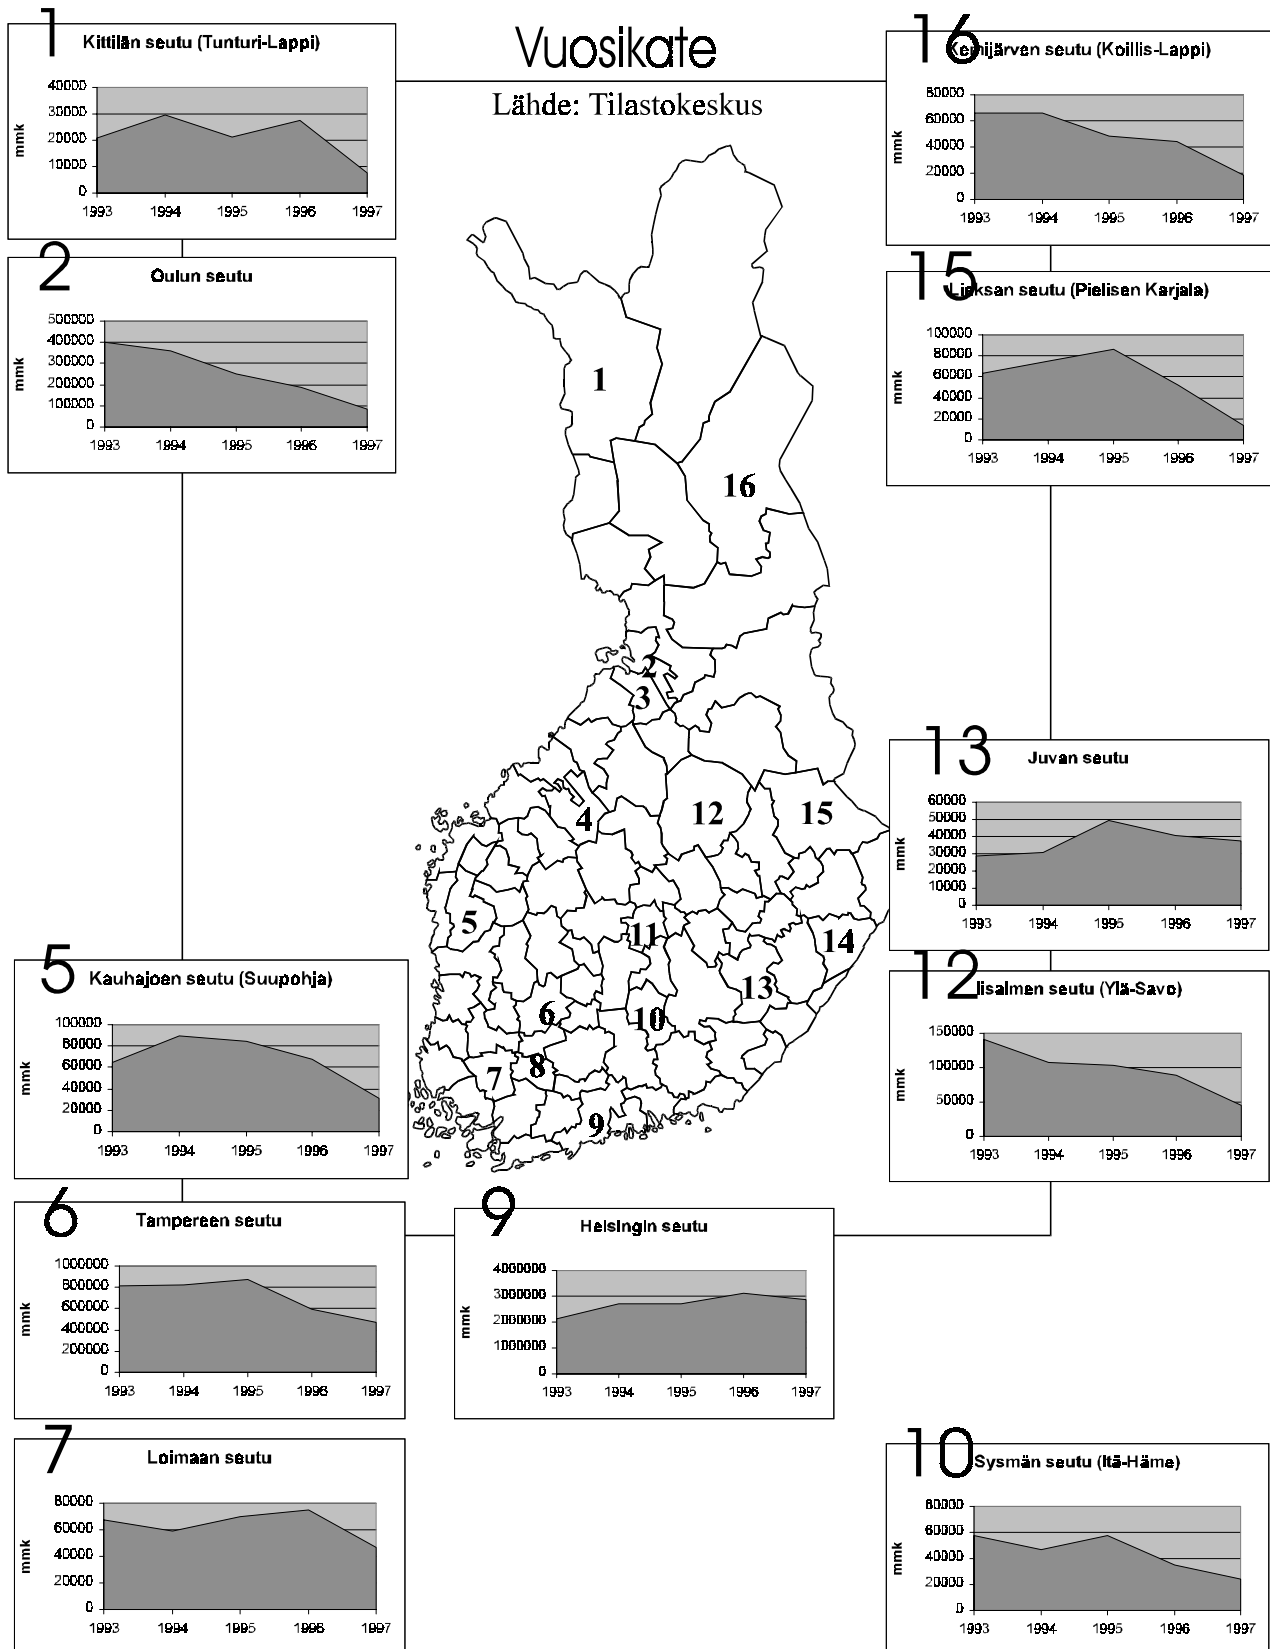 Vuosikate
Lähde: Tilastokeskus
1
Kittilän seutu (Tunturi-Lappi)
mmk
40000
30000
20000
10000
0
1993 1994 1995 1996 1997
2
Oulun seutu
mmk
500000
400000
300000
200000
100000
0
1993 1994 1995 1996 1997
5
Kauhajoen seutu (Suupohja)
mmk
100000
80000
60000
40000
20000
0
1993 1994 1995 1996 1997
6
Tampereen seutu
mmk
1000000
800000
600000
400000
200000
0
1993 1994 1995 1996 1997
7
Loimaan seutu
mmk
80000
60000
40000
20000
0
1993 1994 1995 1996 1997
9
Helsingin seutu
mmk
4000000
3000000
2000000
1000000
0
1993 1994 1995 1996 1997
16
Kemijärven seutu (Koillis-Lappi)
mmk
80000
60000
40000
20000
0
1993 1994 1995 1996 1997
15
Lieksan seutu (Pielisen Karjala)
mmk
100000
80000
60000
40000
20000
0
1993 1994 1995 1996 1997
13
Juvan seutu
mmk
60000
50000
40000
30000
20000
10000
0
1993 1994 1995 1996 1997
12
Iisalmen seutu (Ylä-Savo)
mmk
150000
100000
50000
0
1993 1994 1995 1996 1997
10
Sysmän seutu (Itä-Häme)
mmk
80000
60000
40000
20000
0
1993 1994 1995 1996 1997
1
16
2
3
4
12
15
5
11
14
13
6
10
8
7
9